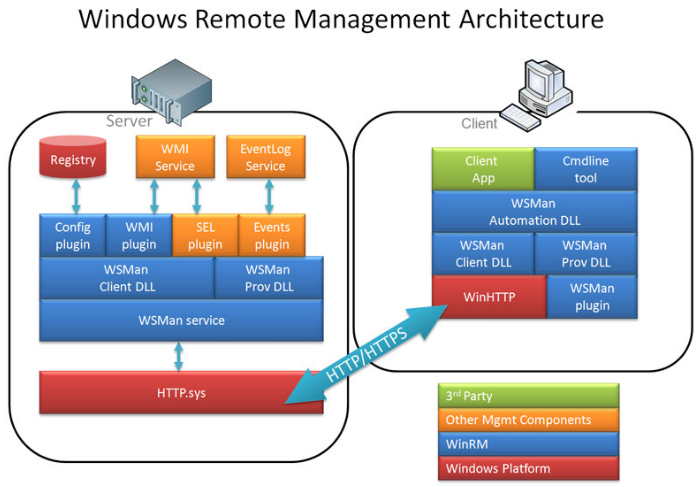 Windows Remote Management Architecture
Server
Client
Registry
WMI
Service
EventLog
Service
Config
plugin
WMI
plugin
SEL
plugin
Events
plugin
WSMan
Client DLL
WSMan
Prov DLL
WSMan service
HTTP.sys
HTTP/HTTPS
Client
App
Cmdline
tool
WSMan
Automation DLL
WSMan
Client DLL
WSMan
Prov DLL
WinHTTP
WSMan
plugin
3rd Party
Other Mgmt Components
WinRM
Windows Platform